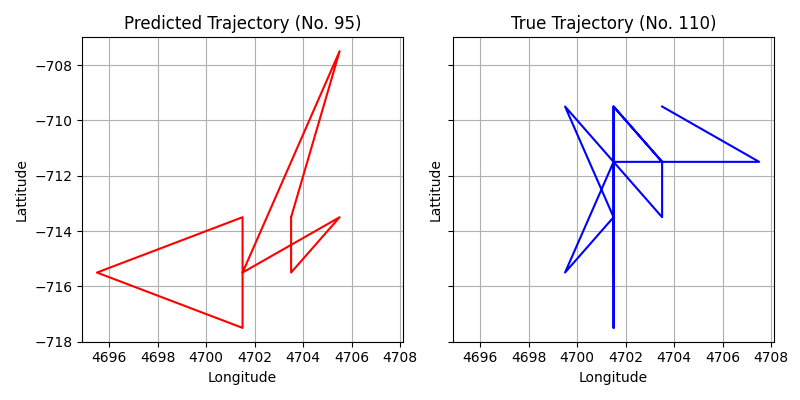 Predicted Trajectory (No. 95)
−708
−710
−712
−714
−716
−718
Lattitude
4696 4698 4700 4702 4704 4706 4708
Longitude
True Trajectory (No. 110)
Lattitude
4696 4698 4700 4702 4704 4706 4708
Longitude